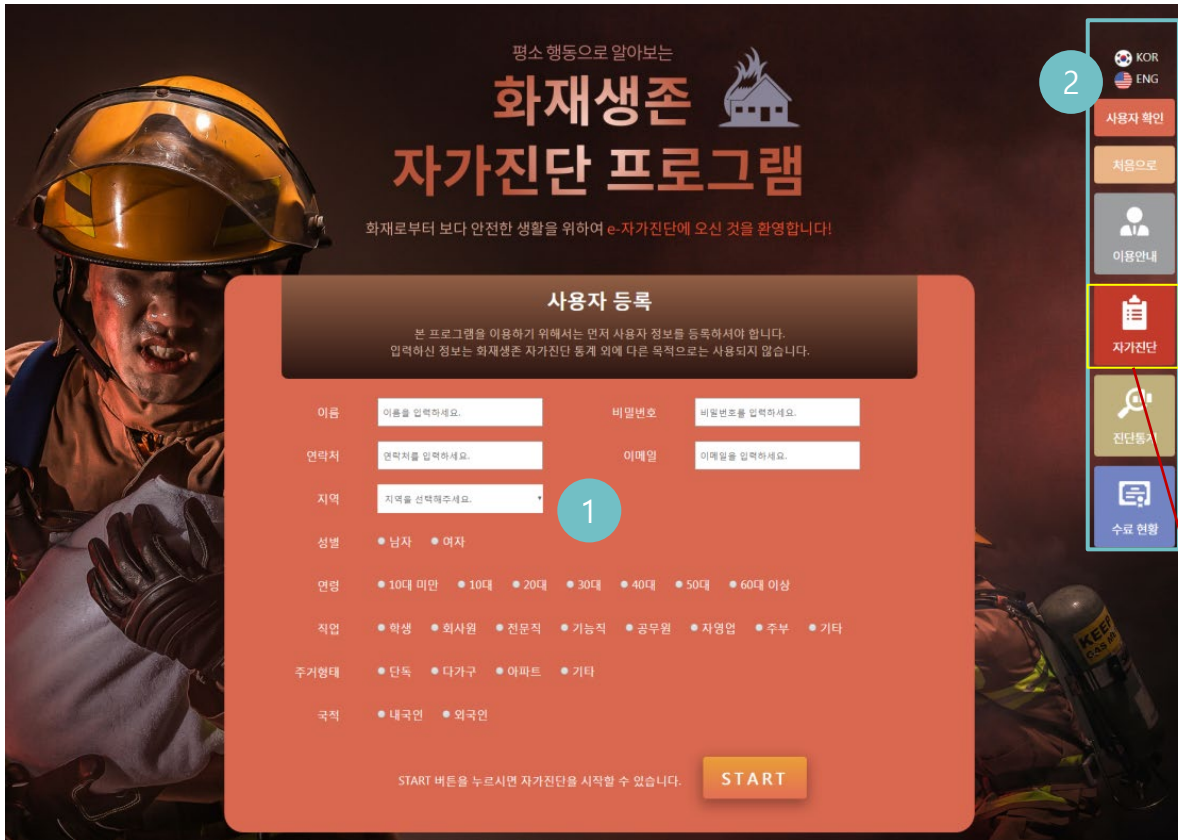 평소 행동으로 알아보는
화재생존
자가진단 프로그램
화재로부터 보다 안전한 생활을 위하여 e-자가진단에 오신 것을 환영합니다!
사용자 등록
본 프로그램을 이용하기 위해서는 먼저 사용자 정보를 등록하셔야 합니다.
입력하신 정보는 화재생존 자가진단 통계 외에 다른 목적으로는 사용되지 않습니다.
이름 이름을 입력하세요. 비밀번호 비밀번호를 입력하세요.
연락처 연락처를 입력하세요. 이메일 이메일을 입력하세요.
지역 지역을 선택해주세요.
1
성별 남자 여자
연령 10대 미만 10대 20대 30대 40대 50대 60대 이상
직업 학생 회사원 전문직 기능직 공무원 자영업 주부 기타
주거형태 단독 다가구 아파트 기타
국적 내국인 외국인
START 버튼을 누르시면 자가진단을 시작할 수 있습니다. START
2
KOR
ENG
사용자 확인
처음으로
이용안내
자가진단
진단통계
수료 현황
KEEP